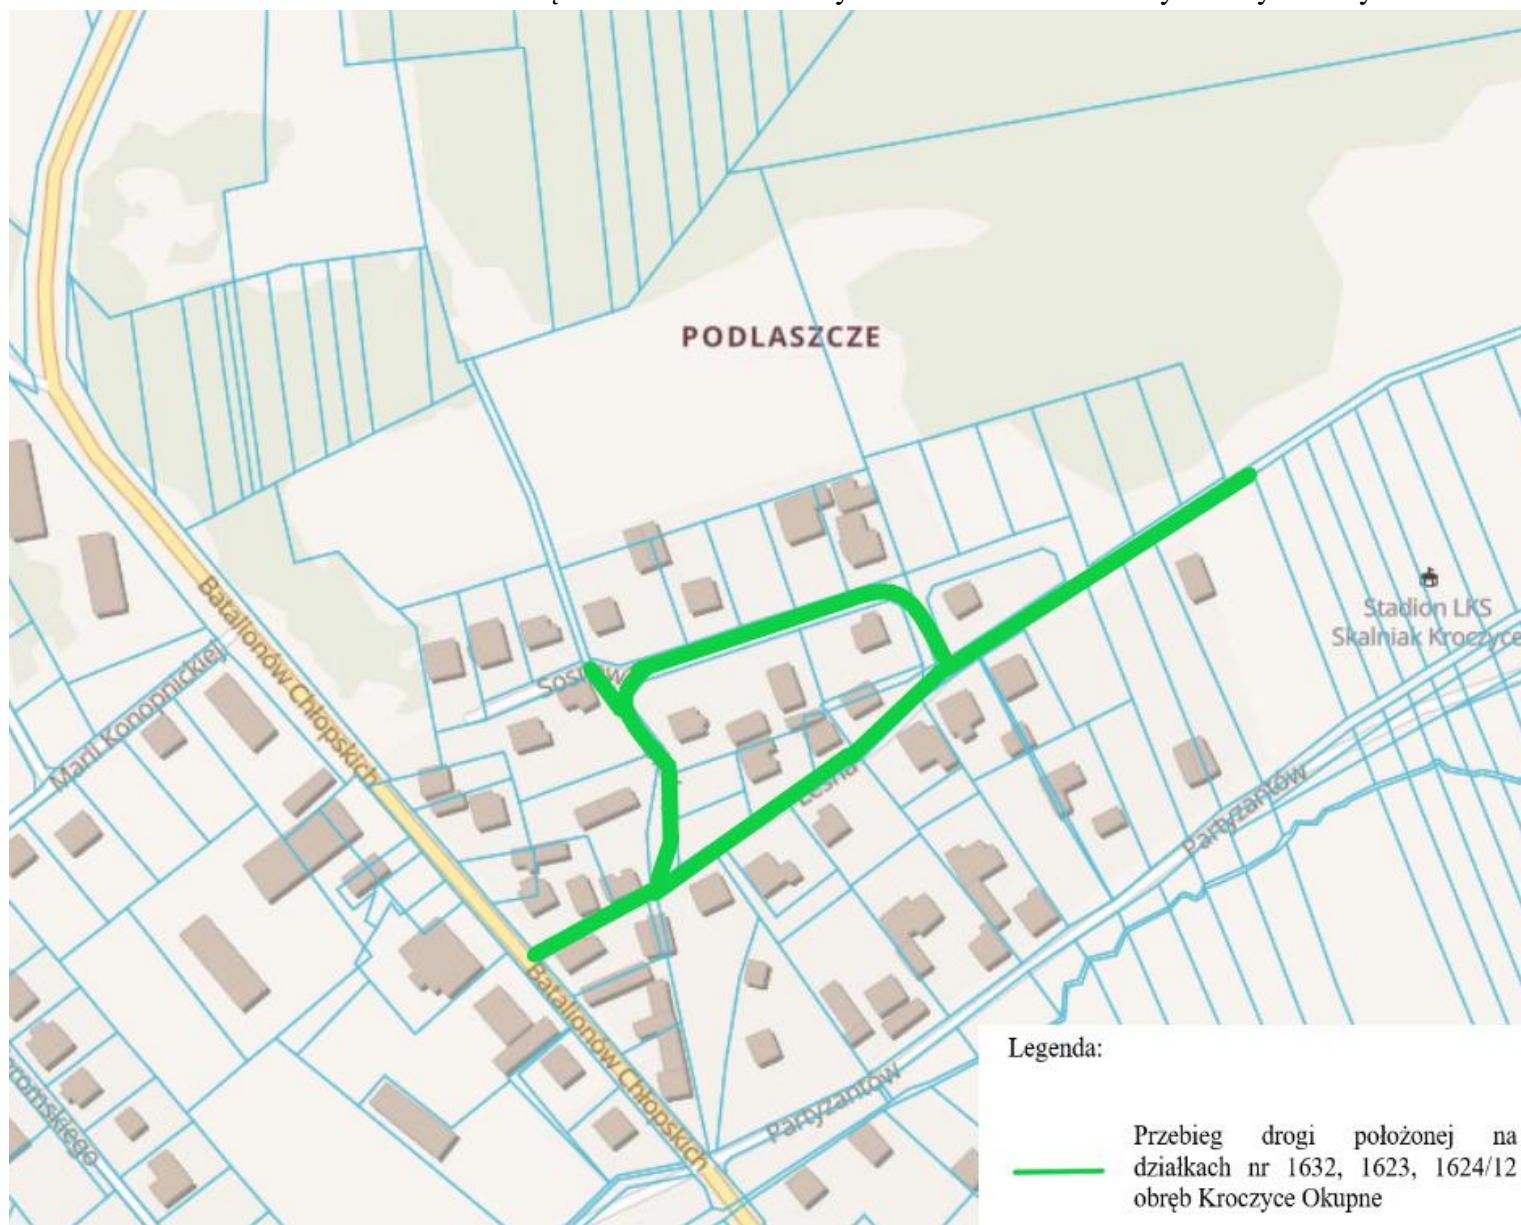 PODLASZCZE
Batalionów Chłopskich
Stadion LKS
Skalniak Kroczyce
Marii Konopnickiej
Partyzantów
Batalionów Chłopskich
Partyzantów
Legenda:
Przebieg drogi położonej na
działkach nr 1632, 1623, 1624/12
obręb Kroczyce Okupne